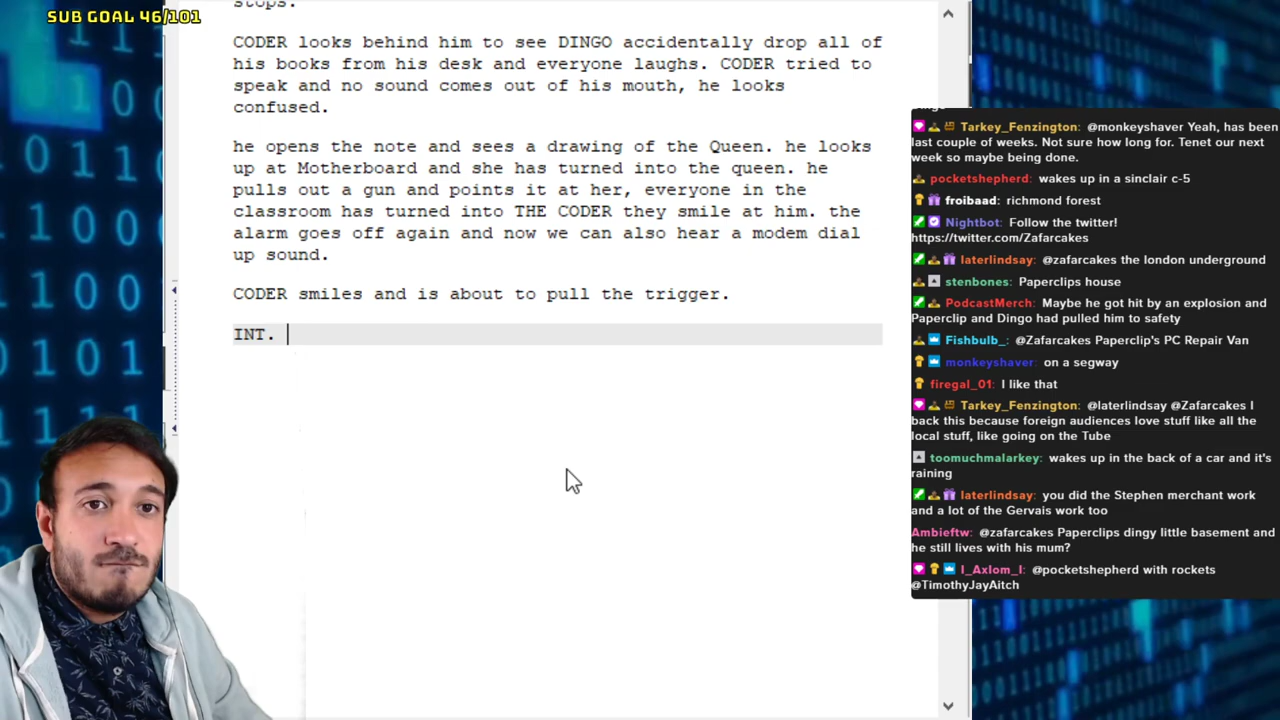 SUB GOAL 46/101
stops.
CODER looks behind him to see DINGO accidentally drop all of
his books from his desk and everyone laughs. CODER tried to
speak and no sound comes out of his mouth, he looks
confused.
he opens the note and sees a drawing of the Queen. he looks
up at Motherboard and she has turned into the queen. he
pulls out a gun and points it at her, everyone in the
classroom has turned into THE CODER they smile at him. the
alarm goes off again and now we can also hear a modem dial
up sound.
CODER smiles and is about to pull the trigger.
INT.
Tarkey_Fenzington: @monkeyshaver Yeah, has been
last couple of weeks. Not sure how long for. Tenet our next
week so maybe being done.
pocketshepherd: wakes up in a sinclair c-5
froibaad: richmond forest
Nightbot: Follow the twitter!
https://twitter.com/Zafarcakes
laterlindsay: @zafarcakes the london underground
stenbones: Paperclips house
PodcastMerch: Maybe he got hit by an explosion and
Paperclip and Dingo had pulled him to safety
Fishbulb_: @Zafarcakes Paperclip's PC Repair Van
monkeyshaver: on a segway
firegal_01: I like that
Tarkey_Fenzington: @laterlindsay @Zafarcakes I
back this because foreign audiences love stuff like all the
local stuff, like going on the Tube
toomuchmalarkey: wakes up in the back of a car and it's
raining
laterlindsay: you did the Stephen merchant work
and a lot of the Gervais work too
Ambieftw: @zafarcakes Paperclips dingy little basement and
he still lives with his mum?
I_Axlom_I: @pocketshepherd with rockets
@TimothyJayAitch